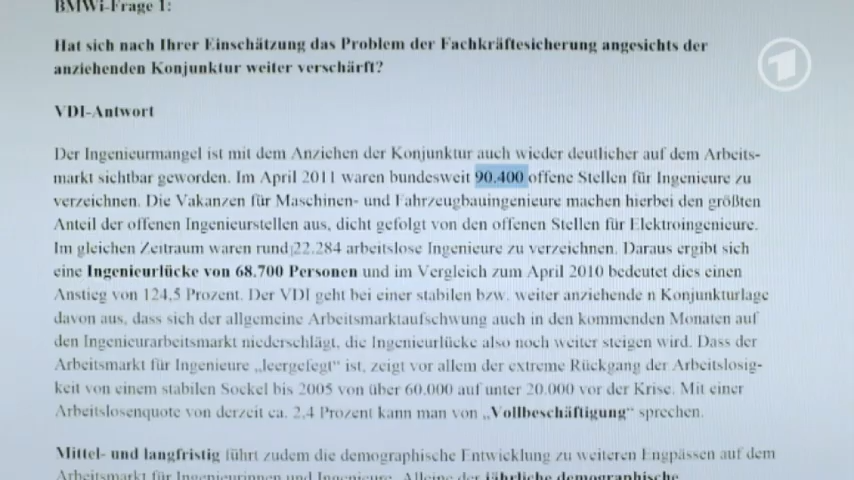 BMWi-Frage 1:
Hat sich nach Ihrer Einschätzung das Problem der Fachkräftesicherung angesichts der
anziehenden Konjunktur weiter verschärft?
VDI-Antwort
Der Ingenieurmangel ist mit dem Anziehen der Konjunktur auch wieder deutlicher auf dem Arbeits-
markt sichtbar geworden. Im April 2011 waren bundesweit 90.400 offene Stellen für Ingenieure zu
verzeichnen. Die Vakanzen für Maschinen- und Fahrzeugbauingenieure machen hierbei den größten
Anteil der offenen Ingenieurstellen aus, dicht gefolgt von den offenen Stellen für Elektroingenieure.
Im gleichen Zeitraum waren rund 22.284 arbeitslose Ingenieure zu verzeichnen. Daraus ergibt sich
eine Ingenieurlücke von 68.700 Personen und im Vergleich zum April 2010 bedeutet dies einen
Anstieg von 124,5 Prozent. Der VDI geht bei einer stabilen bzw. weiter anziehende n Konjunkturlage
davon aus, dass sich der allgemeine Arbeitsmarktaufschwung auch in den kommenden Monaten auf
den Ingenieurarbeitsmarkt niederschlägt, die Ingenieurlücke also noch weiter steigen wird. Dass der
Arbeitsmarkt für Ingenieure „leergefegt“ ist, zeigt vor allem der extreme Rückgang der Arbeitslosig-
keit von einem stabilen Sockel bis 2005 von über 60.000 auf unter 20.000 vor der Krise. Mit einer
Arbeitslosenquote von derzeit ca. 2,4 Prozent kann man von „Vollbeschäftigung“ sprechen.
Mittel- und langfristig führt zudem die demographische Entwicklung zu weiteren Engpässen auf dem
Arbeitsmarkt für Ingenieurinnen und Ingenieure. Alleine der jährliche demographische
1